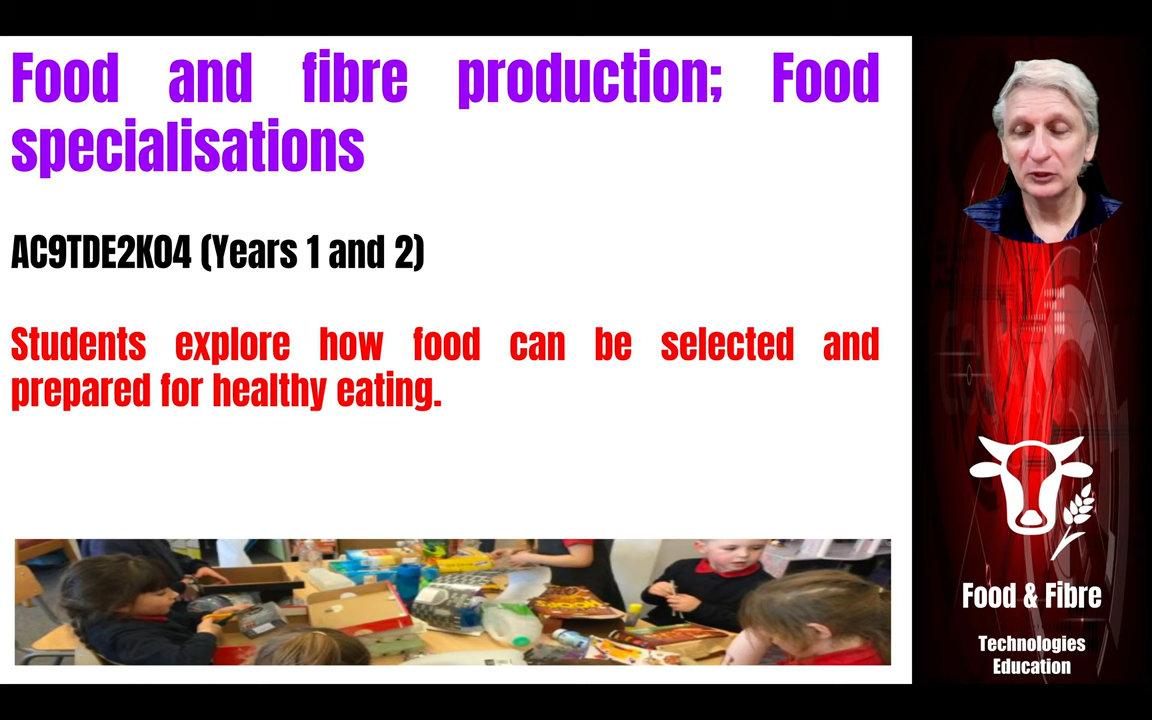 Food and fibre production; Food
specialisations
AC9TDE2K04 (Years 1 and 2)
Students explore how food can be selected and
prepared for healthy eating.
Food & Fibre
Technologies
Education